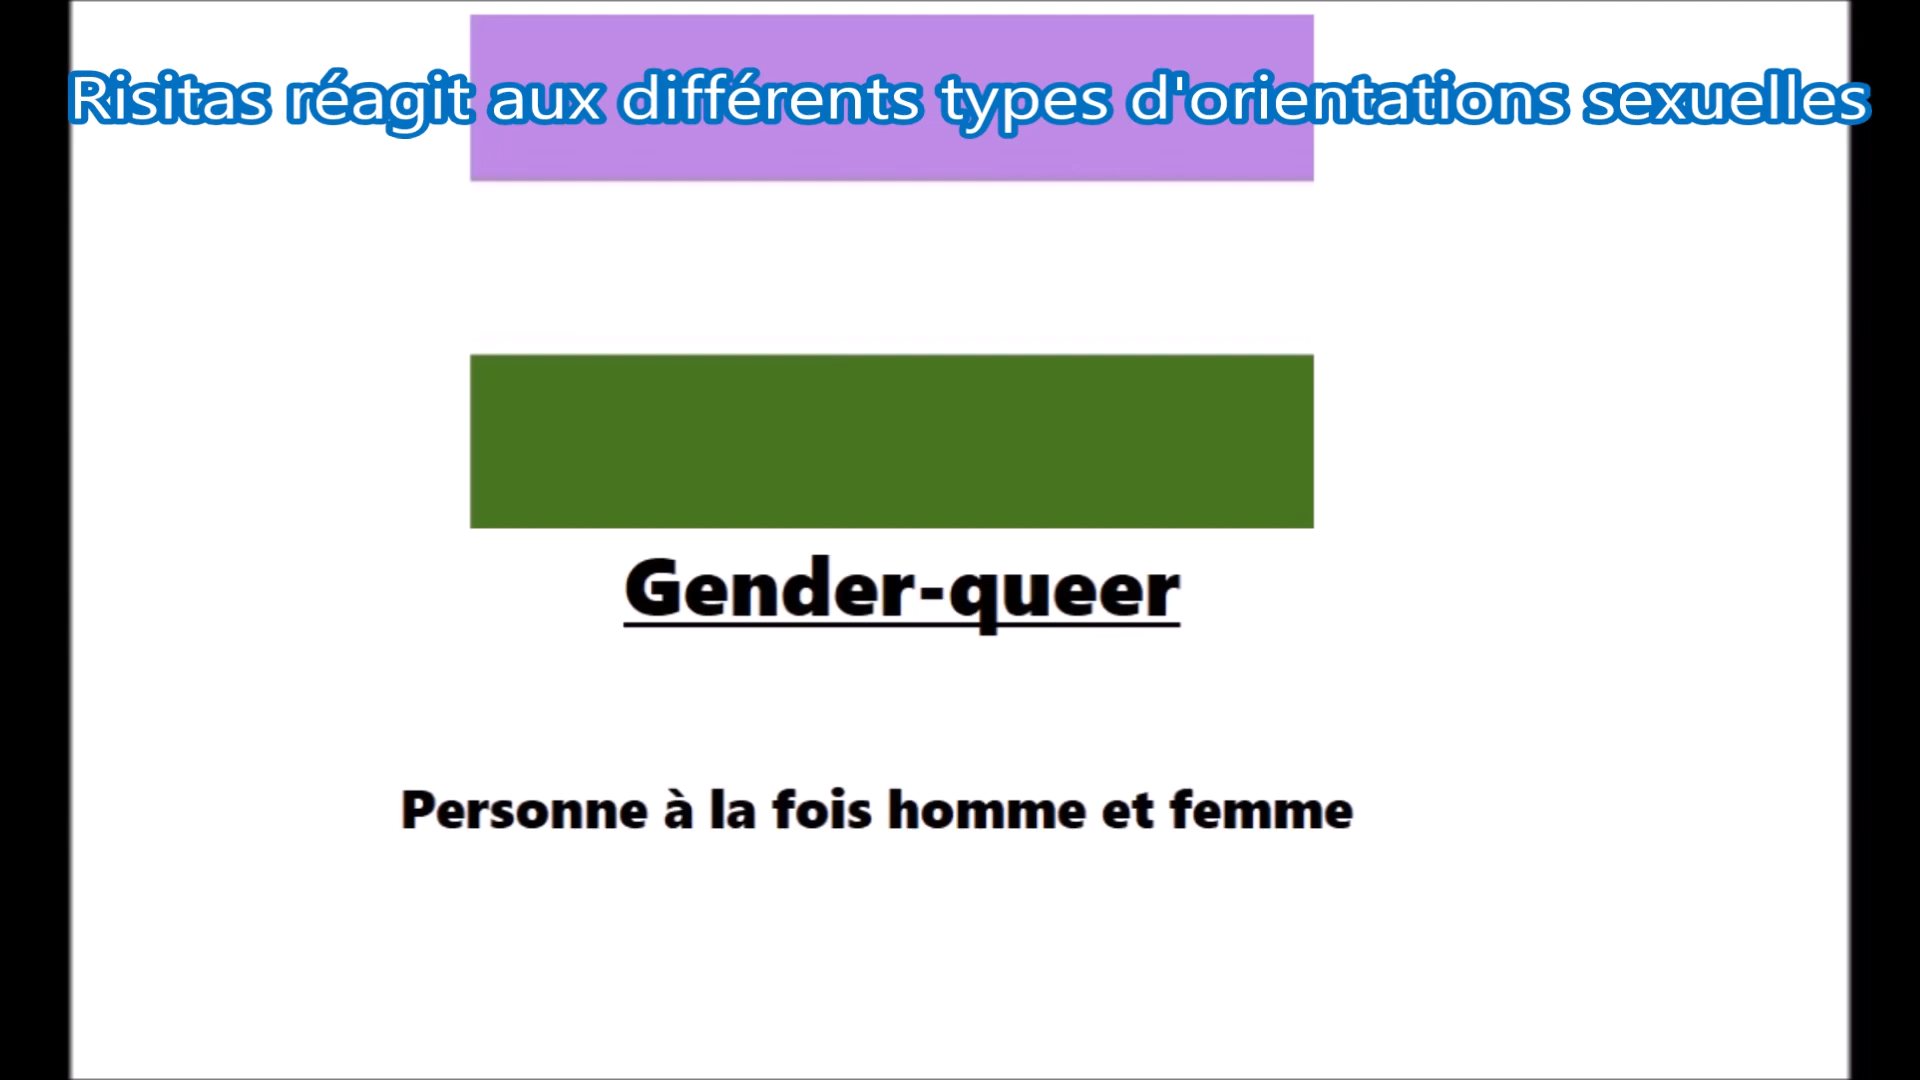 Risitas réagit aux différents types d'orientations sexuelles
Gender-queer
Personne à la fois homme et femme